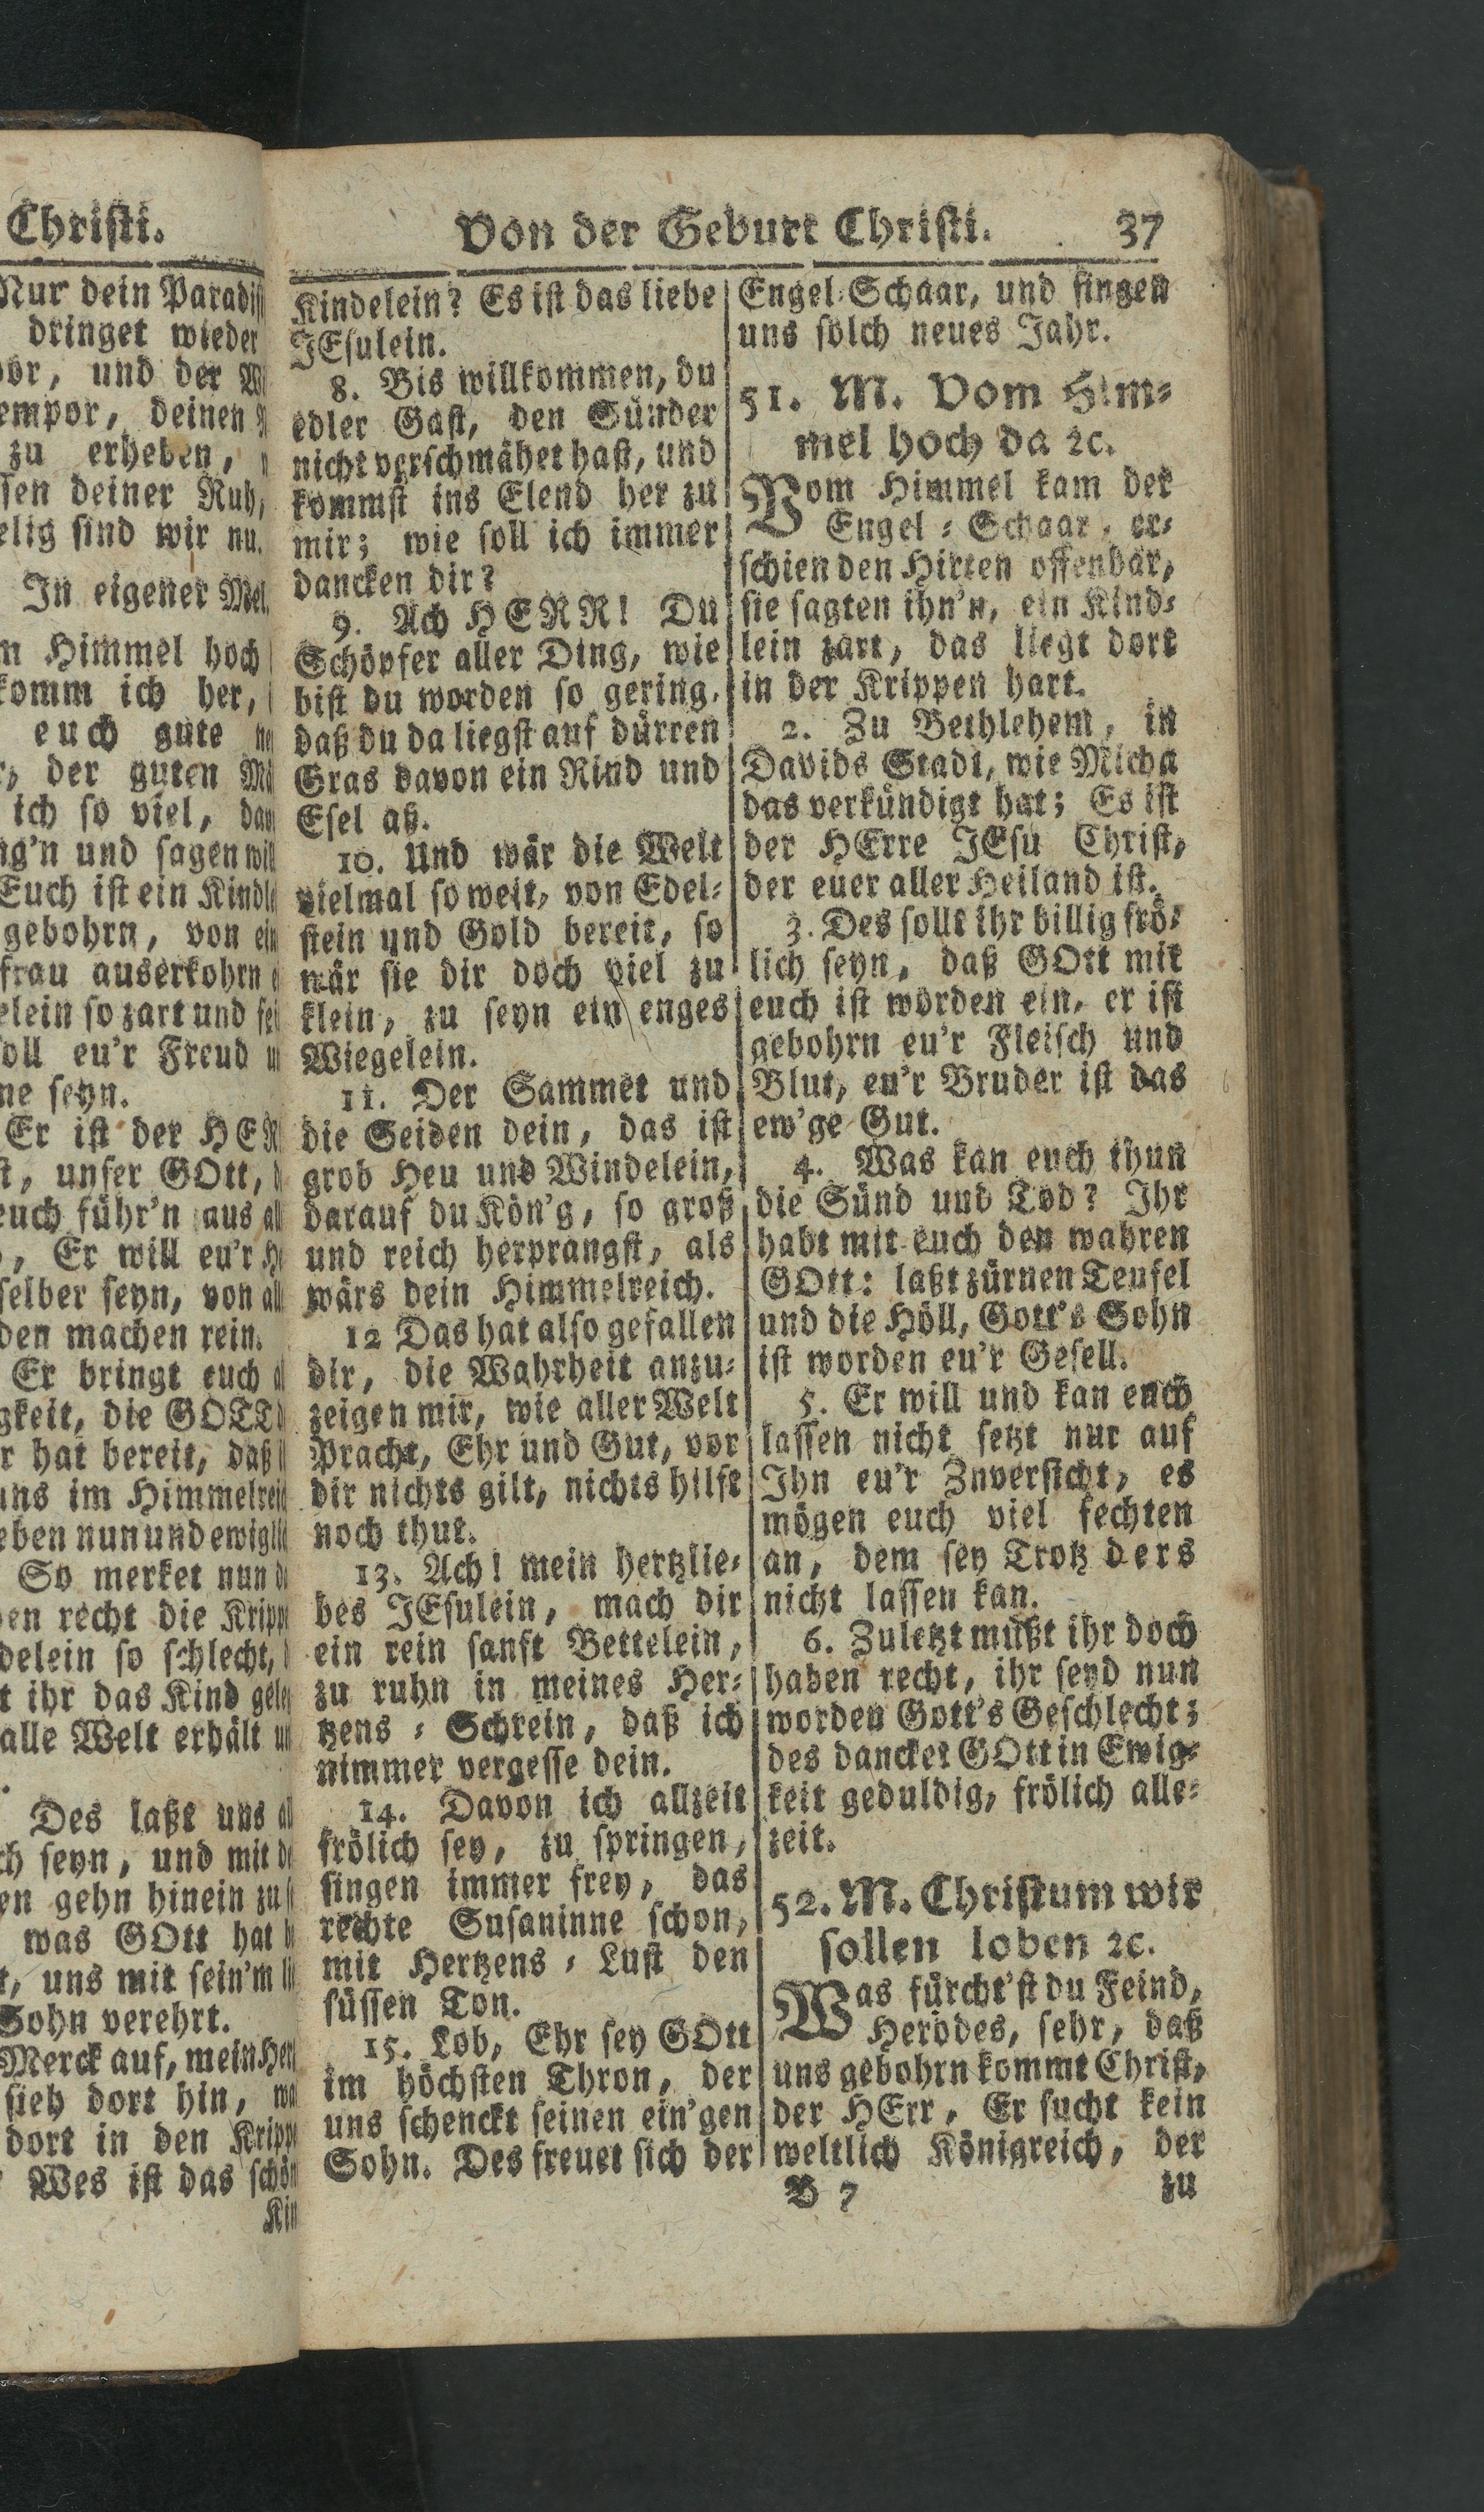 Christi.
Nur dein Paradi
dringet wieder
vor, und der
empor, deinen
zu erheben,
ssen deiner Ruh,
elig sind wir nu.
In eigener Mel.
m Himmel hoch
komm ich her,
euch gute
der guten
ich so viel,
ng'n und sagen will
Euch ist ein Kindl
gebohrn, von ein
frau auserkohrn
elein so zart und
oll eu'r Freud
ne seyn.
Er ist der HER
st, unser GOtt,
euch führ'n aus
Er will eu'r
selber seyn, von
den machen rein.
Er bringt euch
gkeit, die GOTT
r hat bereit, daß
uns im Himmelreich
eben nun und ewigl
So merket nun
en recht die Kripp
delein so schlecht,
t ihr das Kind gele
alle Welt erhält
Des laßt uns
ch seyn, und mit
en gehn hinein zu
was GOtt hat
uns mit sein'm
Sohn verehrt.
Merck auf, mein Her
sieh dort hin,
dort in den Kripp
Wes ist das schön
Kin
Von der Geburt Christi. 37
Kindelein? Es ist das liebe
JEsulein.
8. Bis willkommen, du
edler Gast, den Sünder
nicht verschmähet hast, und
kommst ins Elend her zu
mir; wie soll ich immer
dancken dir?
9. Ach HERR! Du
Schöpfer aller Ding, wie
bist du worden so gering,
daß du da liegst auf dürren
Gras davon ein Rind und
Esel aß.
10. Und wär die Welt
vielmal so weit, von Edel-
stein und Gold bereit, so
wär sie dir doch viel zu
klein, zu seyn ein enges
Wiegelein.
11. Der Sammet und
die Seiden dein, das ist
grob Heu und Windelein,
darauf du Kön'g, so groß
und reich herprangst, als
wärs dein Himmelreich.
12 Das hat also gefallen
dir, die Wahrheit anzu-
zeigen mir, wie aller Welt
Pracht, Ehr und Gut, vor
dir nichts gilt, nichts hilft
noch thut.
13. Ach! mein hertzlie-
bes JEsulein, mach dir
ein rein sanft Bettelein,
zu ruhn in meines Her-
tzens-Schrein, daß ich
nimmer vergesse dein.
14. Davon ich allzeit
frölich sey, zu springen,
singen immer frey, das
rechte Susaninne schon,
mit Hertzens-Lust den
süssen Ton.
15. Lob, Ehr sey GOtt
im höchsten Thron, der
uns schenckt seinen ein'gen
Sohn. Des freuet sich der
Engel-Schaar, und singen
uns solch neues Jahr.
51. M. Vom Him-
mel hoch da ꝛc.
Vom Himmel kam der
Engel-Schaar, er-
schien den Hirten offenbar,
sie sagten ihn'n, ein Kind-
lein zart, das liegt dort
in der Krippen hart.
2. Zu Bethlehem, in
Davids Stadt, wie Micha
das verkündigt hat; Es ist
der HErre JEsu Christ,
der euer aller Heiland ist.
3. Des sollt ihr billig frö-
lich seyn, daß GOtt mit
euch ist worden ein, er ist
gebohrn eu'r Fleisch und
Blut, eu'r Bruder ist das
ew'ge Gut.
4. Was kan euch thun
die Sünd und Tod? Ihr
habt mit euch den wahren
GOtt: laßt zürnen Teufel
und die Höll, Gott's Sohn
ist worden eu'r Gesell.
5. Er will und kan euch
lassen nicht setzt nur auf
Ihn eu'r Znversicht, es
mögen euch viel fechten
an, dem sey Trotz ders
nicht lassen kan.
6. Zuletzt müßt ihr doch
haben recht, ihr seyd nun
worden Gott's Geschlecht;
des dancket GOtt in Ewig-
keit geduldig, frölich alle-
zeit.
52. M. Christum wir
sollen loben ꝛc.
Was fürcht'st du Feind,
Herodes, sehr, daß
uns gebohrn kommt Christ,
der HErr, Er sucht kein
weltlich Königreich, der
B 7 zu